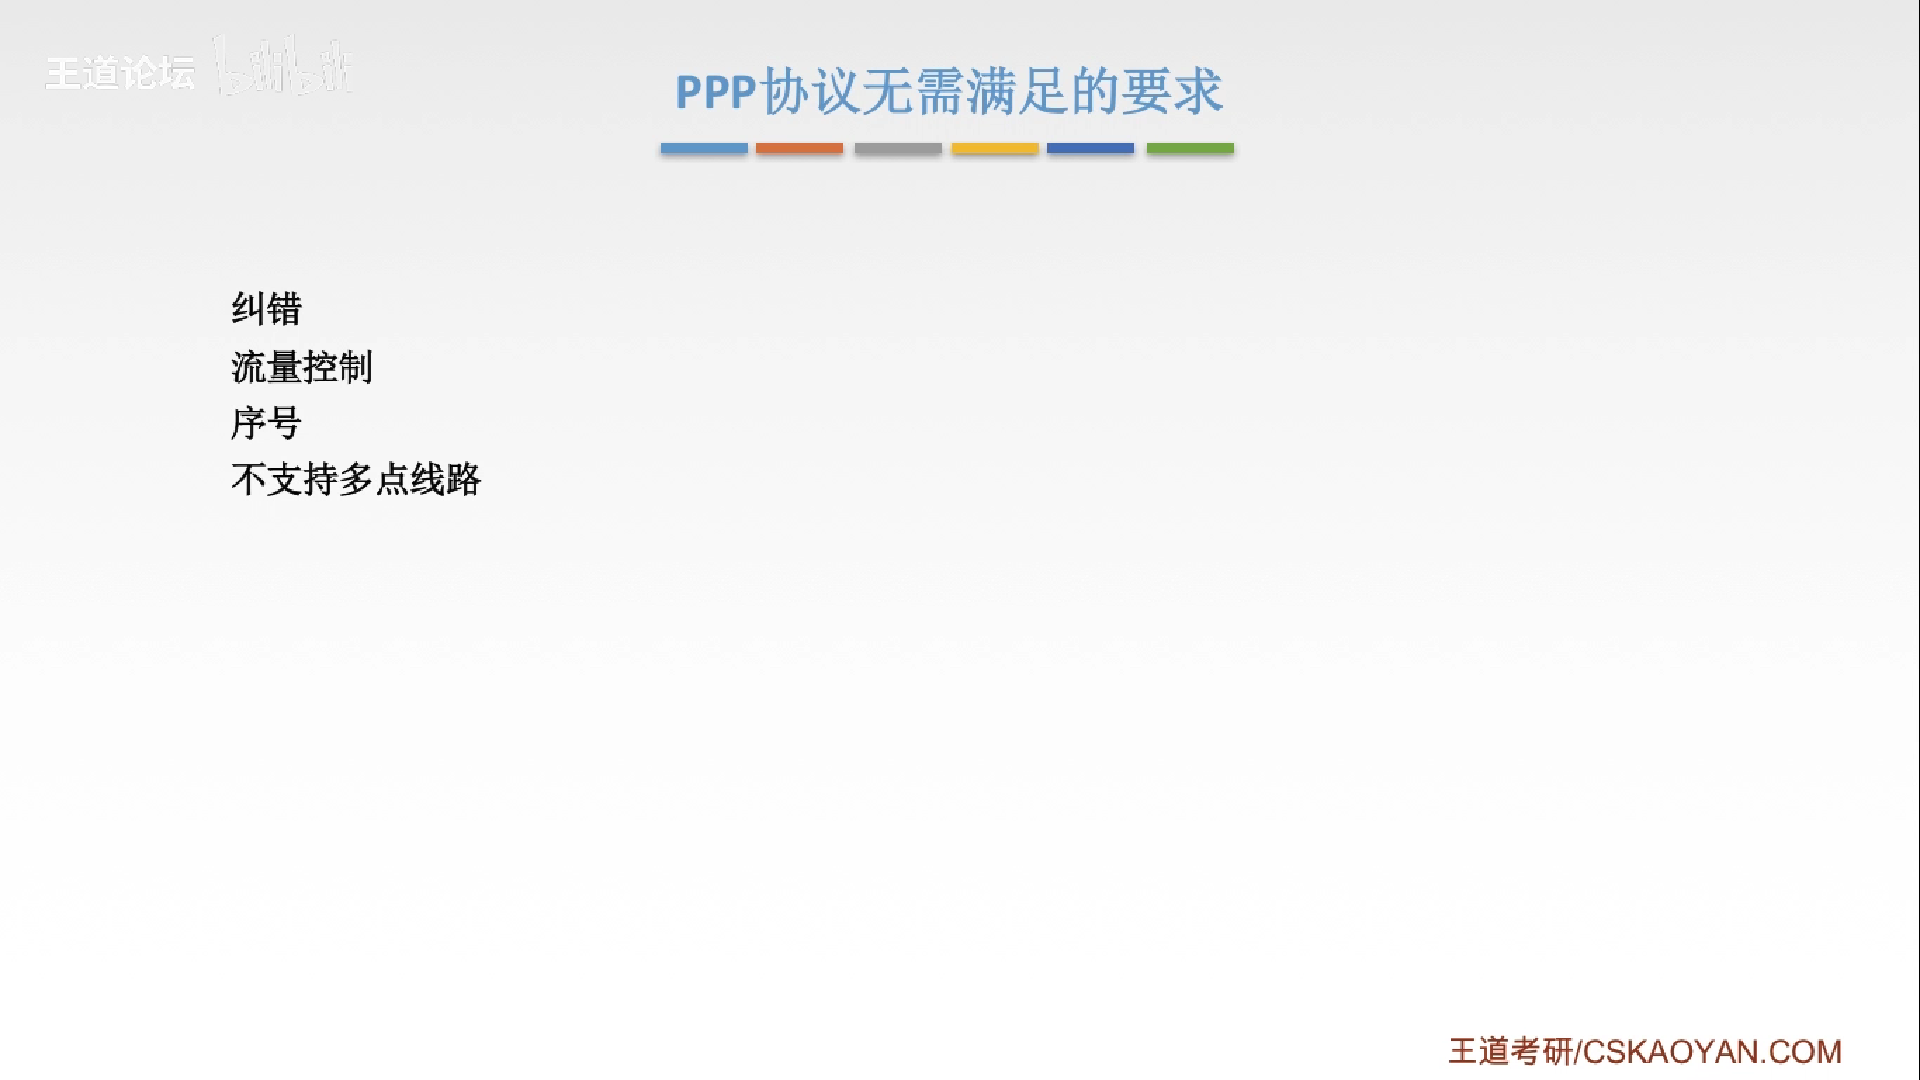 王道论坛 bilibili
PPP协议无需满足的要求
纠错
流量控制
序号
不支持多点线路
王道考研/CSKAOYAN.COM